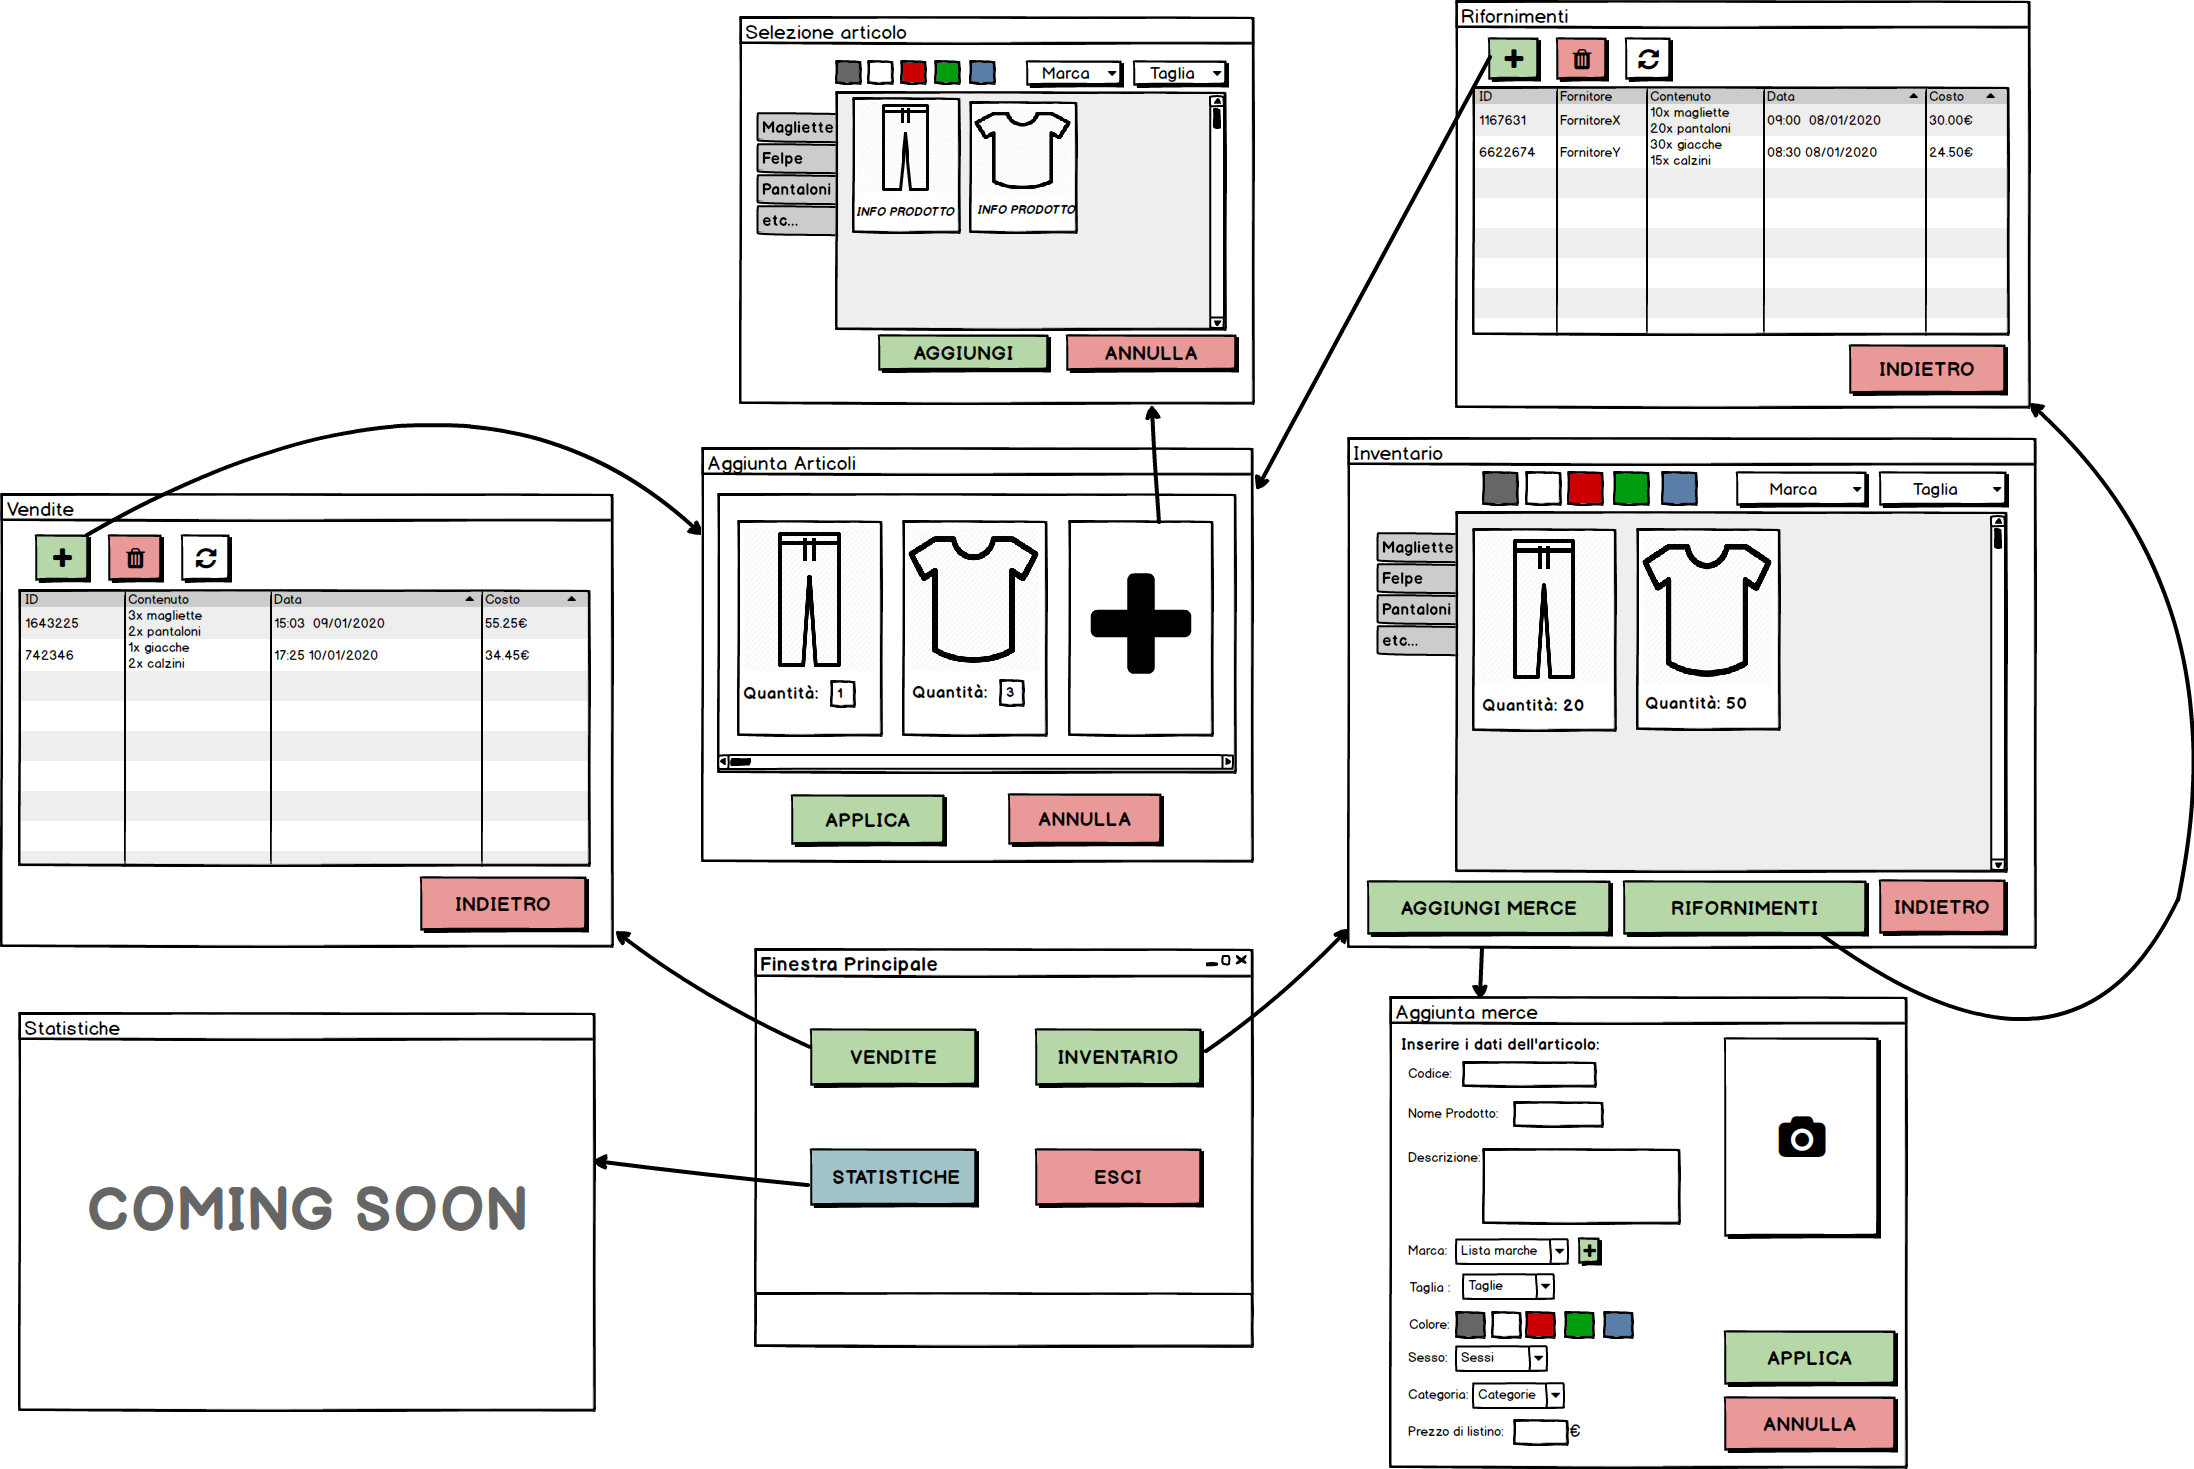 Selezione articolo
Marca
Taglia
Magliette
Felpe
Pantaloni
etc...
INFO PRODOTTO
INFO PRODOTTO
AGGIUNGI
ANNULLA
Rifornimenti
ID Fornitore Contenuto Data Costo
1167631 FornitoreX 10x magliette 09:00 08/01/2020 30.00€
20x pantaloni
6622674 FornitoreY 30x giacche 08:30 08/01/2020 24.50€
15x calzini
INDIETRO
Vendite
ID Contenuto Data Costo
1643225 3x magliette 15:03 09/01/2020 55.25€
2x pantaloni
742346 1x giacche 17:25 10/01/2020 34.45€
2x calzini
INDIETRO
Aggiunta Articoli
Quantità: 1
Quantità: 3
APPLICA
ANNULLA
Inventario
Marca
Taglia
Magliette
Felpe
Pantaloni
etc...
Quantità: 20
Quantità: 50
AGGIUNGI MERCE
RIFORNIMENTI
INDIETRO
Statistiche
COMING SOON
Finestra Principale
VENDITE
INVENTARIO
STATISTICHE
ESCI
Aggiunta merce
Inserire i dati dell'articolo:
Codice:
Nome Prodotto:
Descrizione:
Marca: Lista marche
Taglia : Taglie
Colore:
Sesso: Sessi
Categoria: Categorie
Prezzo di listino: €
APPLICA
ANNULLA